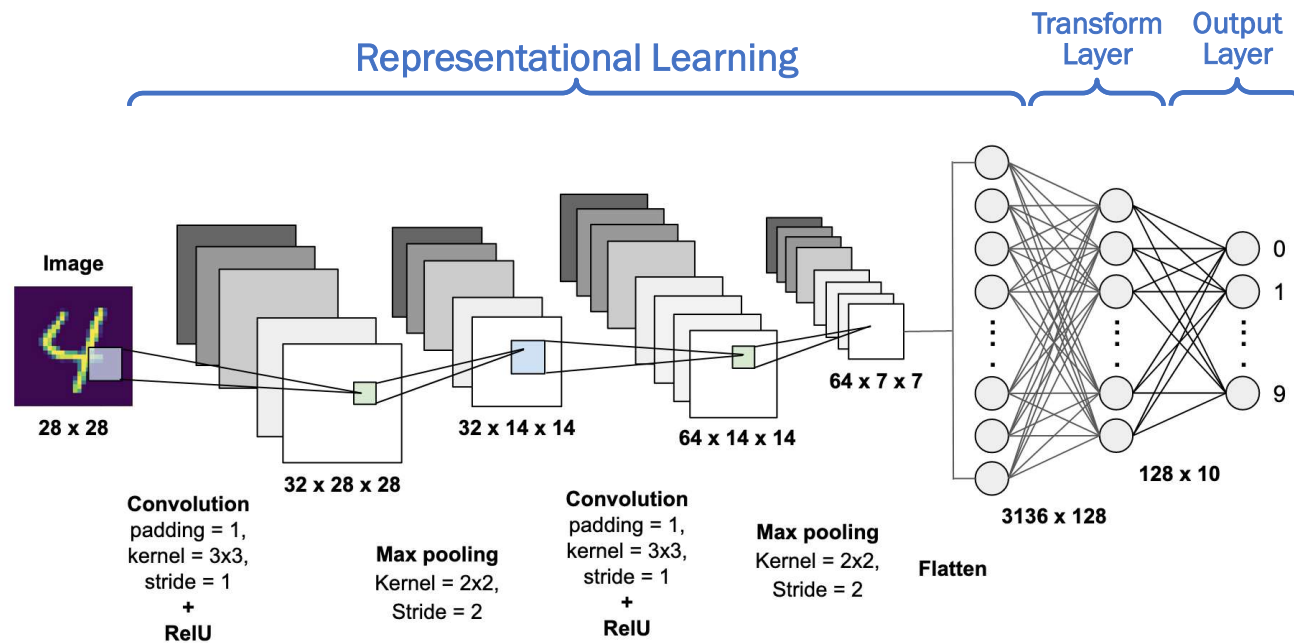 Representational Learning
Transform
Layer
Output
Layer
Image
28 x 28
32 x 28 x 28
32 x 14 x 14
64 x 14 x 14
64 x 7 x 7
3136 x 128
128 x 10
0
1
9
Convolution
padding = 1,
kernel = 3x3,
stride = 1
+
RelU
Max pooling
Kernel = 2x2,
Stride = 2
Convolution
padding = 1,
kernel = 3x3,
stride = 1
+
RelU
Max pooling
Kernel = 2x2,
Stride = 2
Flatten